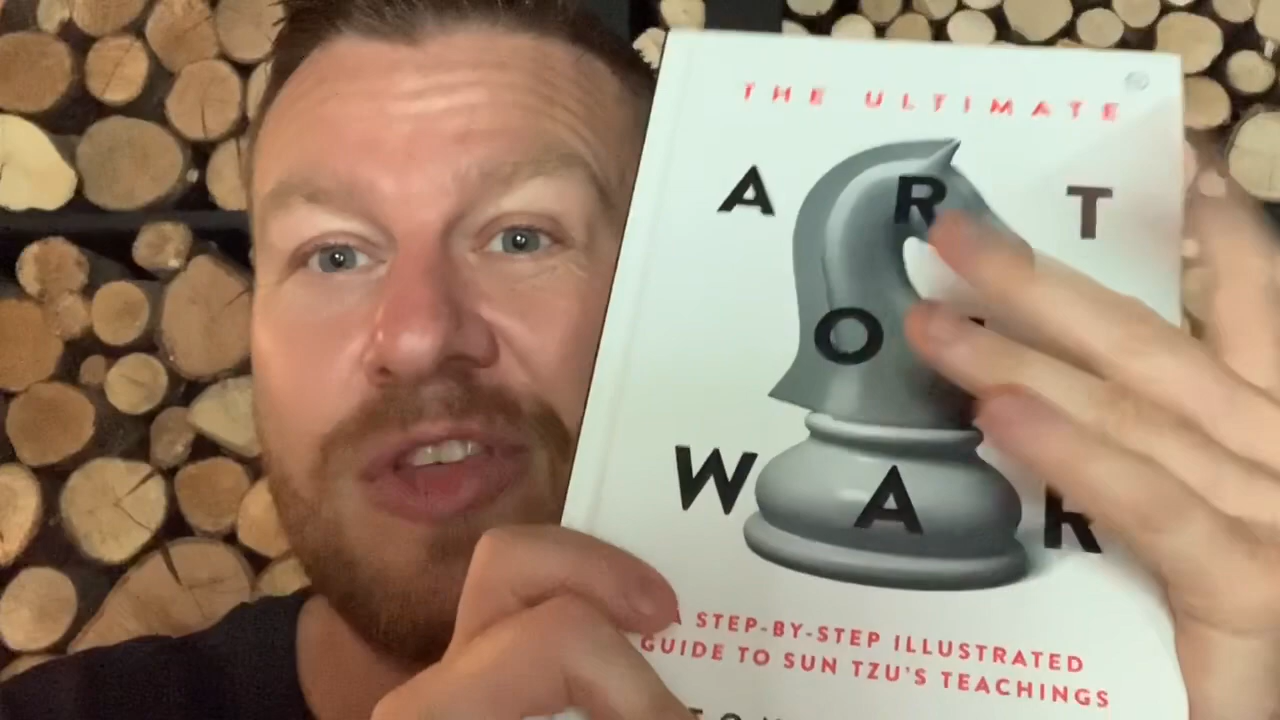 THE ULTIMATE
ART
O
WAR
A STEP-BY-STEP ILLUSTRATED
GUIDE TO SUN TZU'S TEACHINGS